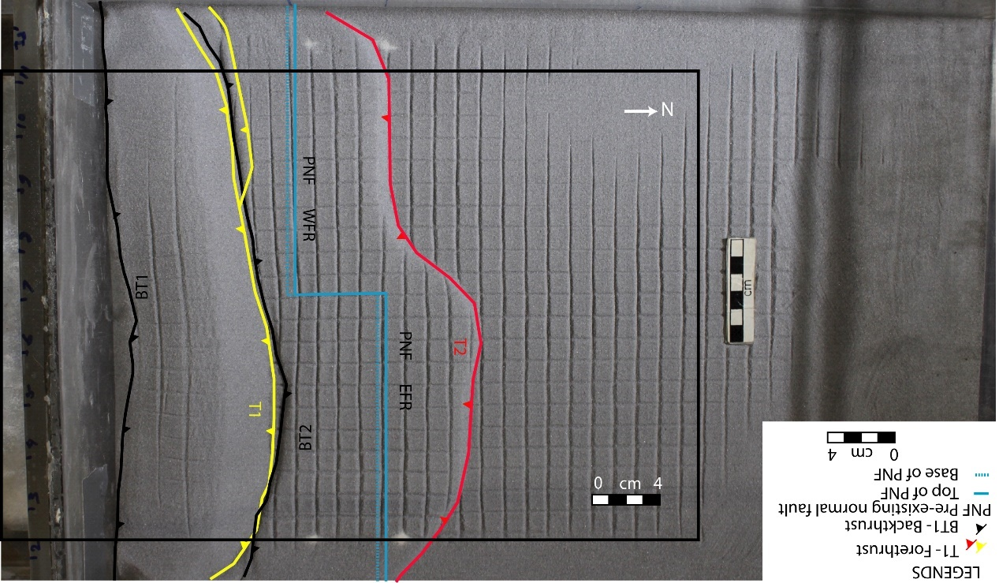 N
PNF WFR
BT1
cm
PNF EFR
T2
T1
BT2
0 cm 4
LEGENDS
T1 - Forethrust
BT1 - Backthrust
PNF Pre-existing normal fault
Top of PNF
Base of PNF
0 cm 4